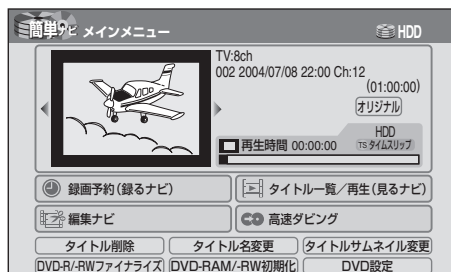 簡単ナビ メインメニュー
HDD
TV:8ch
002 2004/07/08 22:00 Ch:12
(01:00:00)
オリジナル
HDD
再生時間 00:00:00 TS タイムスリップ
録画予約(録るナビ)
タイトル一覧/再生(見るナビ)
編集ナビ
高速ダビング
タイトル削除
タイトル名変更
タイトルサムネイル変更
DVD-R/-RWファイナライズ
DVD-RAM/-RW初期化
DVD設定